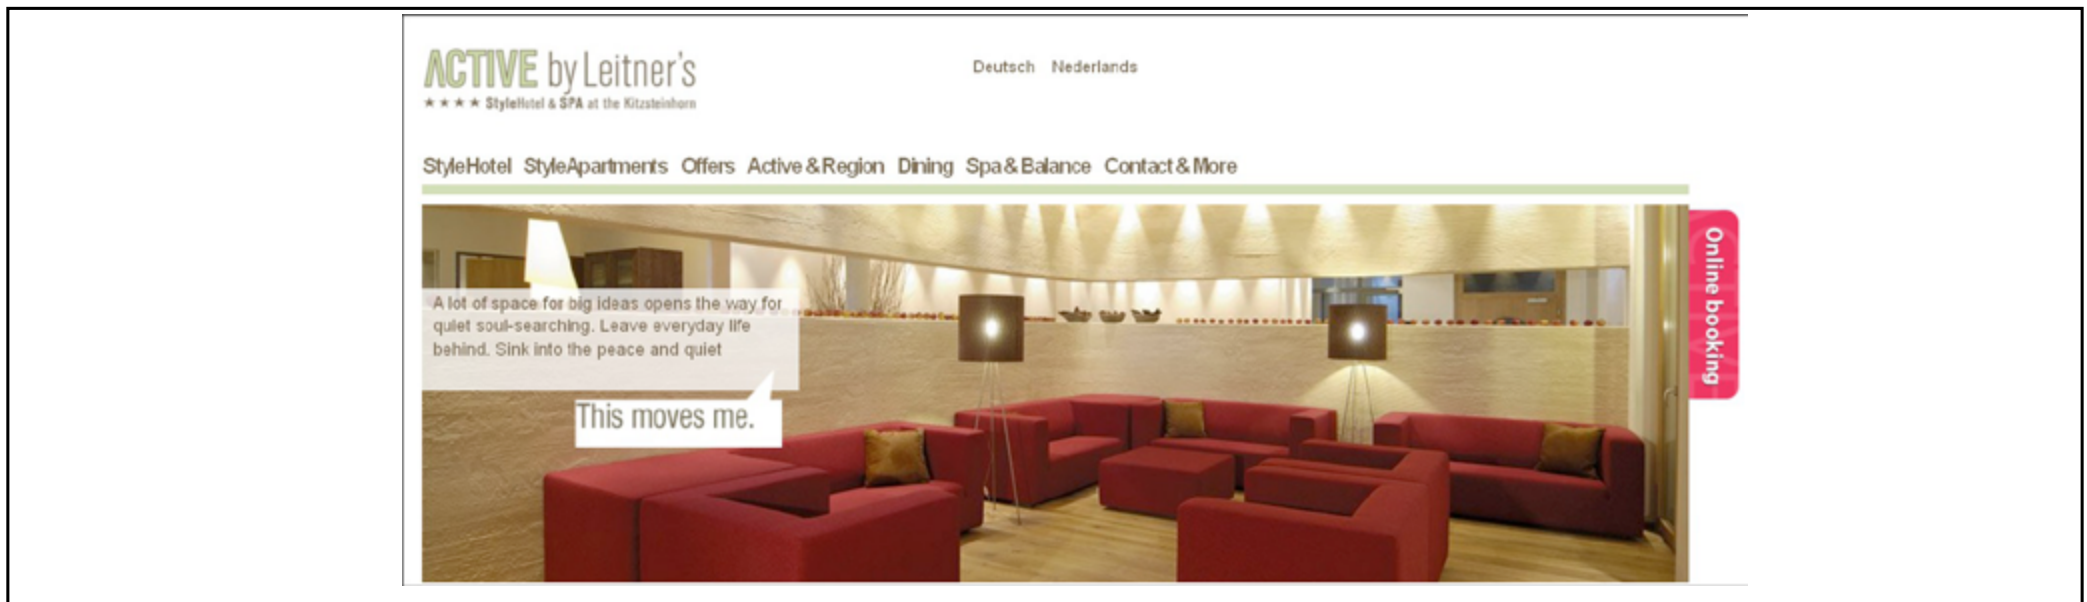 ACTIVE by Leitner's
★★★★ StyleHotel & SPA at the Kitzsteinhorn
Deutsch Nederlands
StyleHotel StyleApartments Offers Active & Region Dining Spa & Balance Contact & More
A lot of space for big ideas opens the way for
quiet soul-searching. Leave everyday life
behind. Sink into the peace and quiet
This moves me.
Online booking